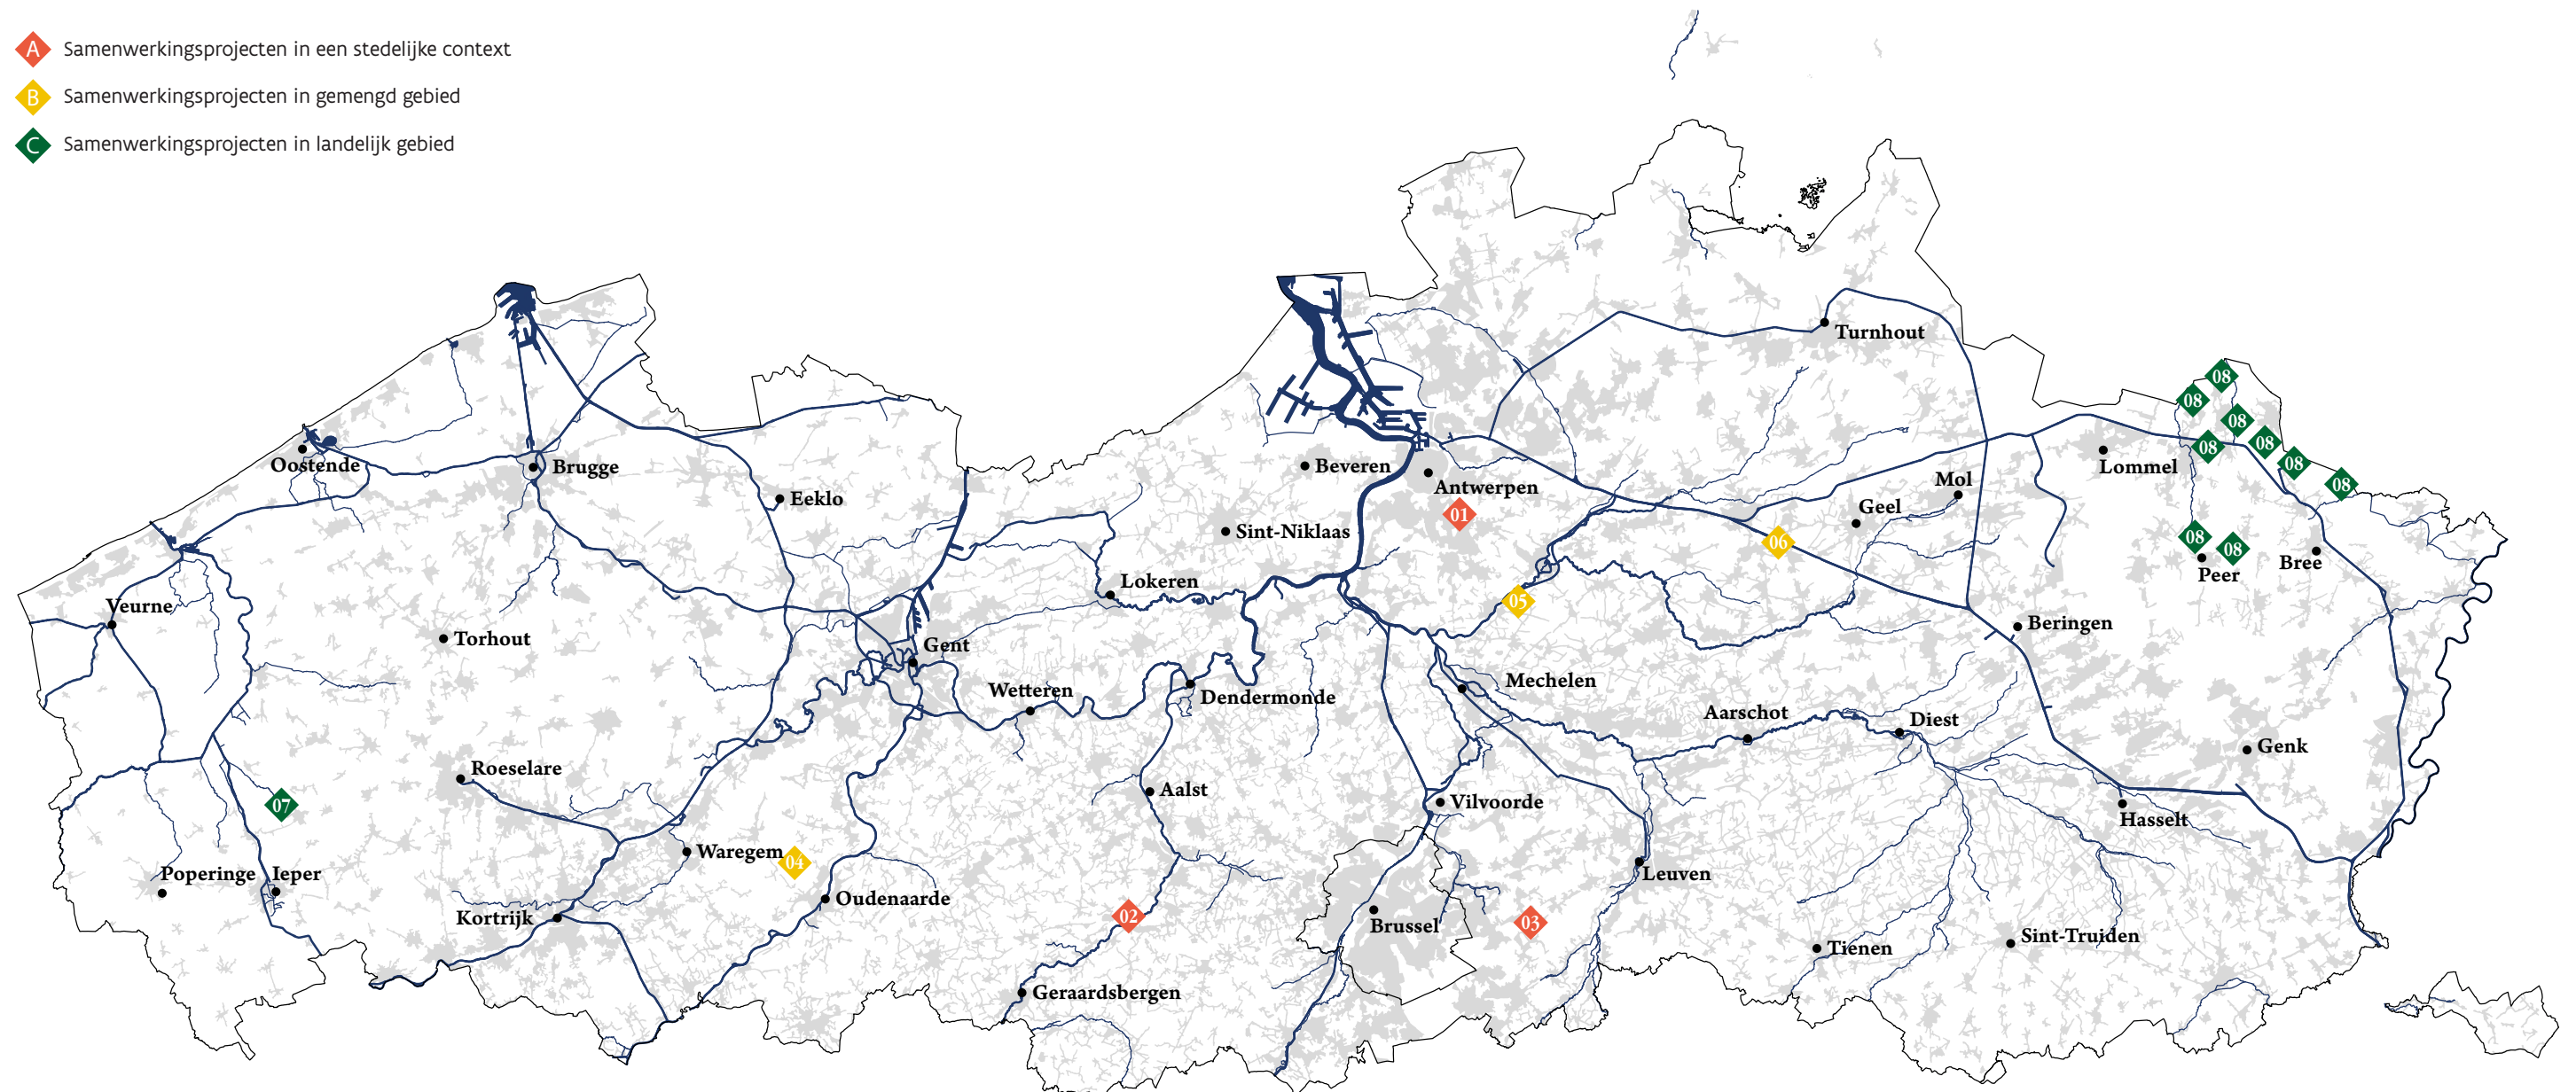 A Samenwerkingsprojecten in een stedelijke context
B Samenwerkingsprojecten in gemengd gebied
C Samenwerkingsprojecten in landelijk gebied
Turnhout
08
08
08
08
08
08
08
Oostende
Brugge
Eeklo
Beveren
Antwerpen
01
Lommel
Mol
Geel
Sint-Niklaas
06
08
08
Peer
Bree
Lokeren
05
Veurne
Torhout
Gent
Beringen
Wetteren
Dendermonde
Mechelen
Aarschot
Diest
Genk
Roeselare
Aalst
Vilvoorde
07
Hasselt
Waregem
04
Poperinge
Ieper
Leuven
Oudenaarde
Kortrijk
02
Brussel
03
Tienen
Sint-Truiden
Geraardsbergen